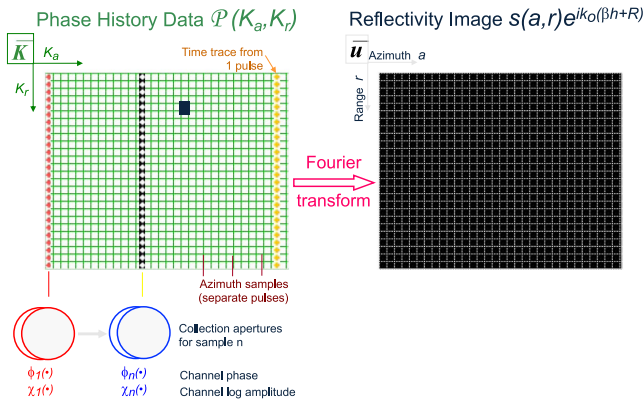 Phase History Data 𝒫(Kₐ,Kᵣ)
Reflectivity Image s(a,r)e^{ikₒ(βh+R)}
K̅ Kₐ
Kᵣ
Time trace from
1 pulse
u̅ Azimuth a
Range r
Fourier
transform
Azimuth samples
(separate pulses)
Collection apertures
for sample n
ϕ₁(•) ϕₙ(•) Channel phase
χ₁(•) χₙ(•) Channel log amplitude